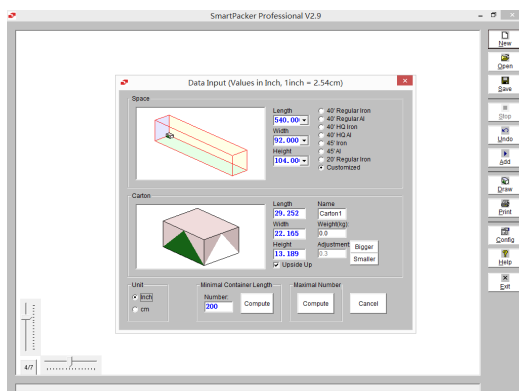 SmartPacker Professional V2.9
New
Open
Save
Stop
Undo
Add
Draw
Print
Config
Help
Exit
Data Input (Values in Inch, 1inch = 2.54cm)
Space
Length
540.00
Width
92.000
Height
104.00
40' Regular Iron
40' Regular Al
40' HQ Iron
40' HQ Al
45' Iron
45' Al
20' Regular Iron
Customized
Carton
Length
29.252
Width
22.165
Height
13.189
Upside Up
Name
Carton1
Weight(kg):
0.0
Adjustment
0.3
Bigger
Smaller
Unit
Inch
cm
Minimal Container Length
Number:
200
Compute
Maximal Number
Compute
Cancel
4/7